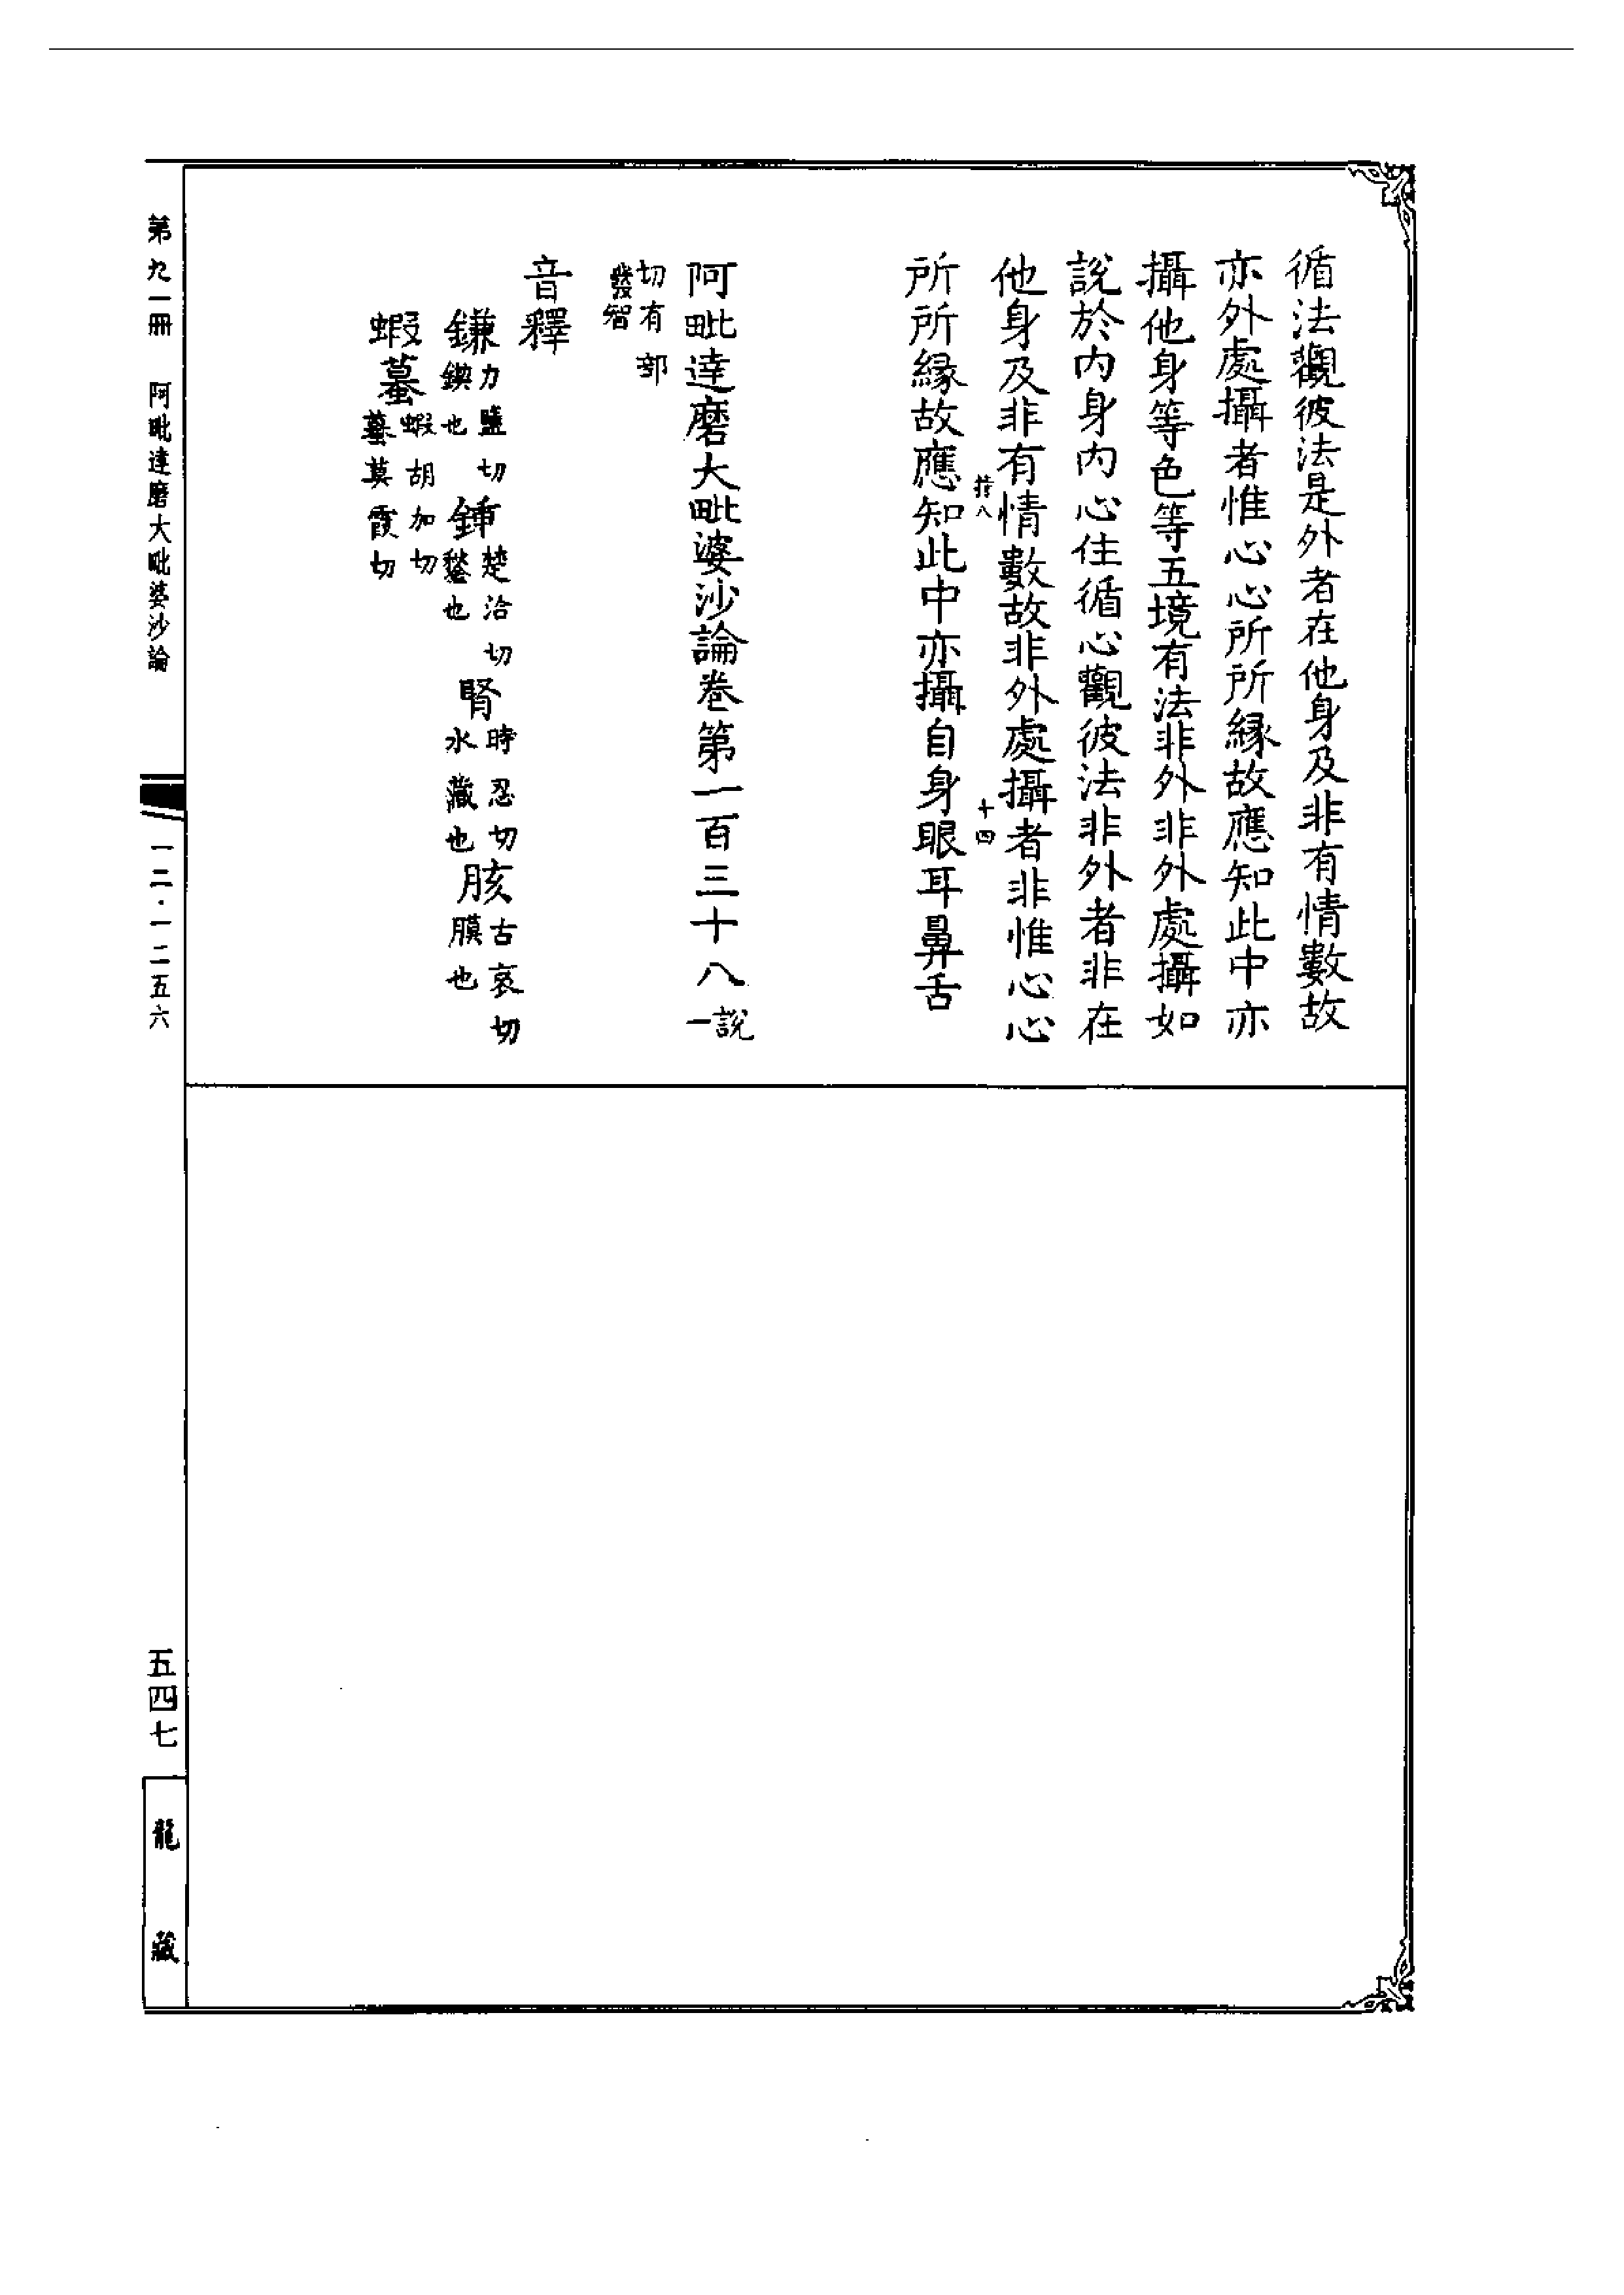 循法觀彼法是外者在他身及非有情數故
亦外處攝者惟心心所所縁故應知此中亦
攝他身等色等五境有法非外非外處攝如
說於內身內心住循心觀彼法非外者非在
他身及非有情數故非外處攝者非惟心心
持八
十四
所所縁故應知此中亦攝自身眼耳鼻舌
阿毗達磨大毗婆沙論卷第一百三十八說一
切有部
發智
音釋
鎌力鹽切鍥也 鍤楚洽切鍫也 腎時忍切水藏也 胲古哀切膜也
蝦蟇蝦胡加切蟇莫霞切
第九一冊 阿毗達磨大毗婆沙論
一二·一二五六
五四七
龍藏